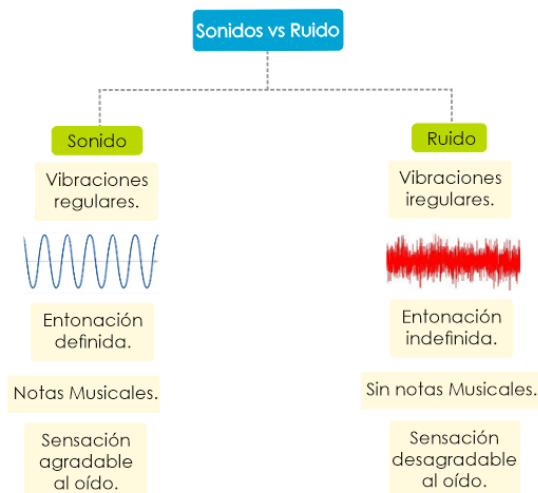 Sonidos vs Ruido
Sonido
Vibraciones
regulares.
Entonación
definida.
Notas Musicales.
Sensación
agradable
al oído.
Ruido
Vibraciones
iregulares.
Entonación
indefinida.
Sin notas Musicales.
Sensación
desagradable
al oído.